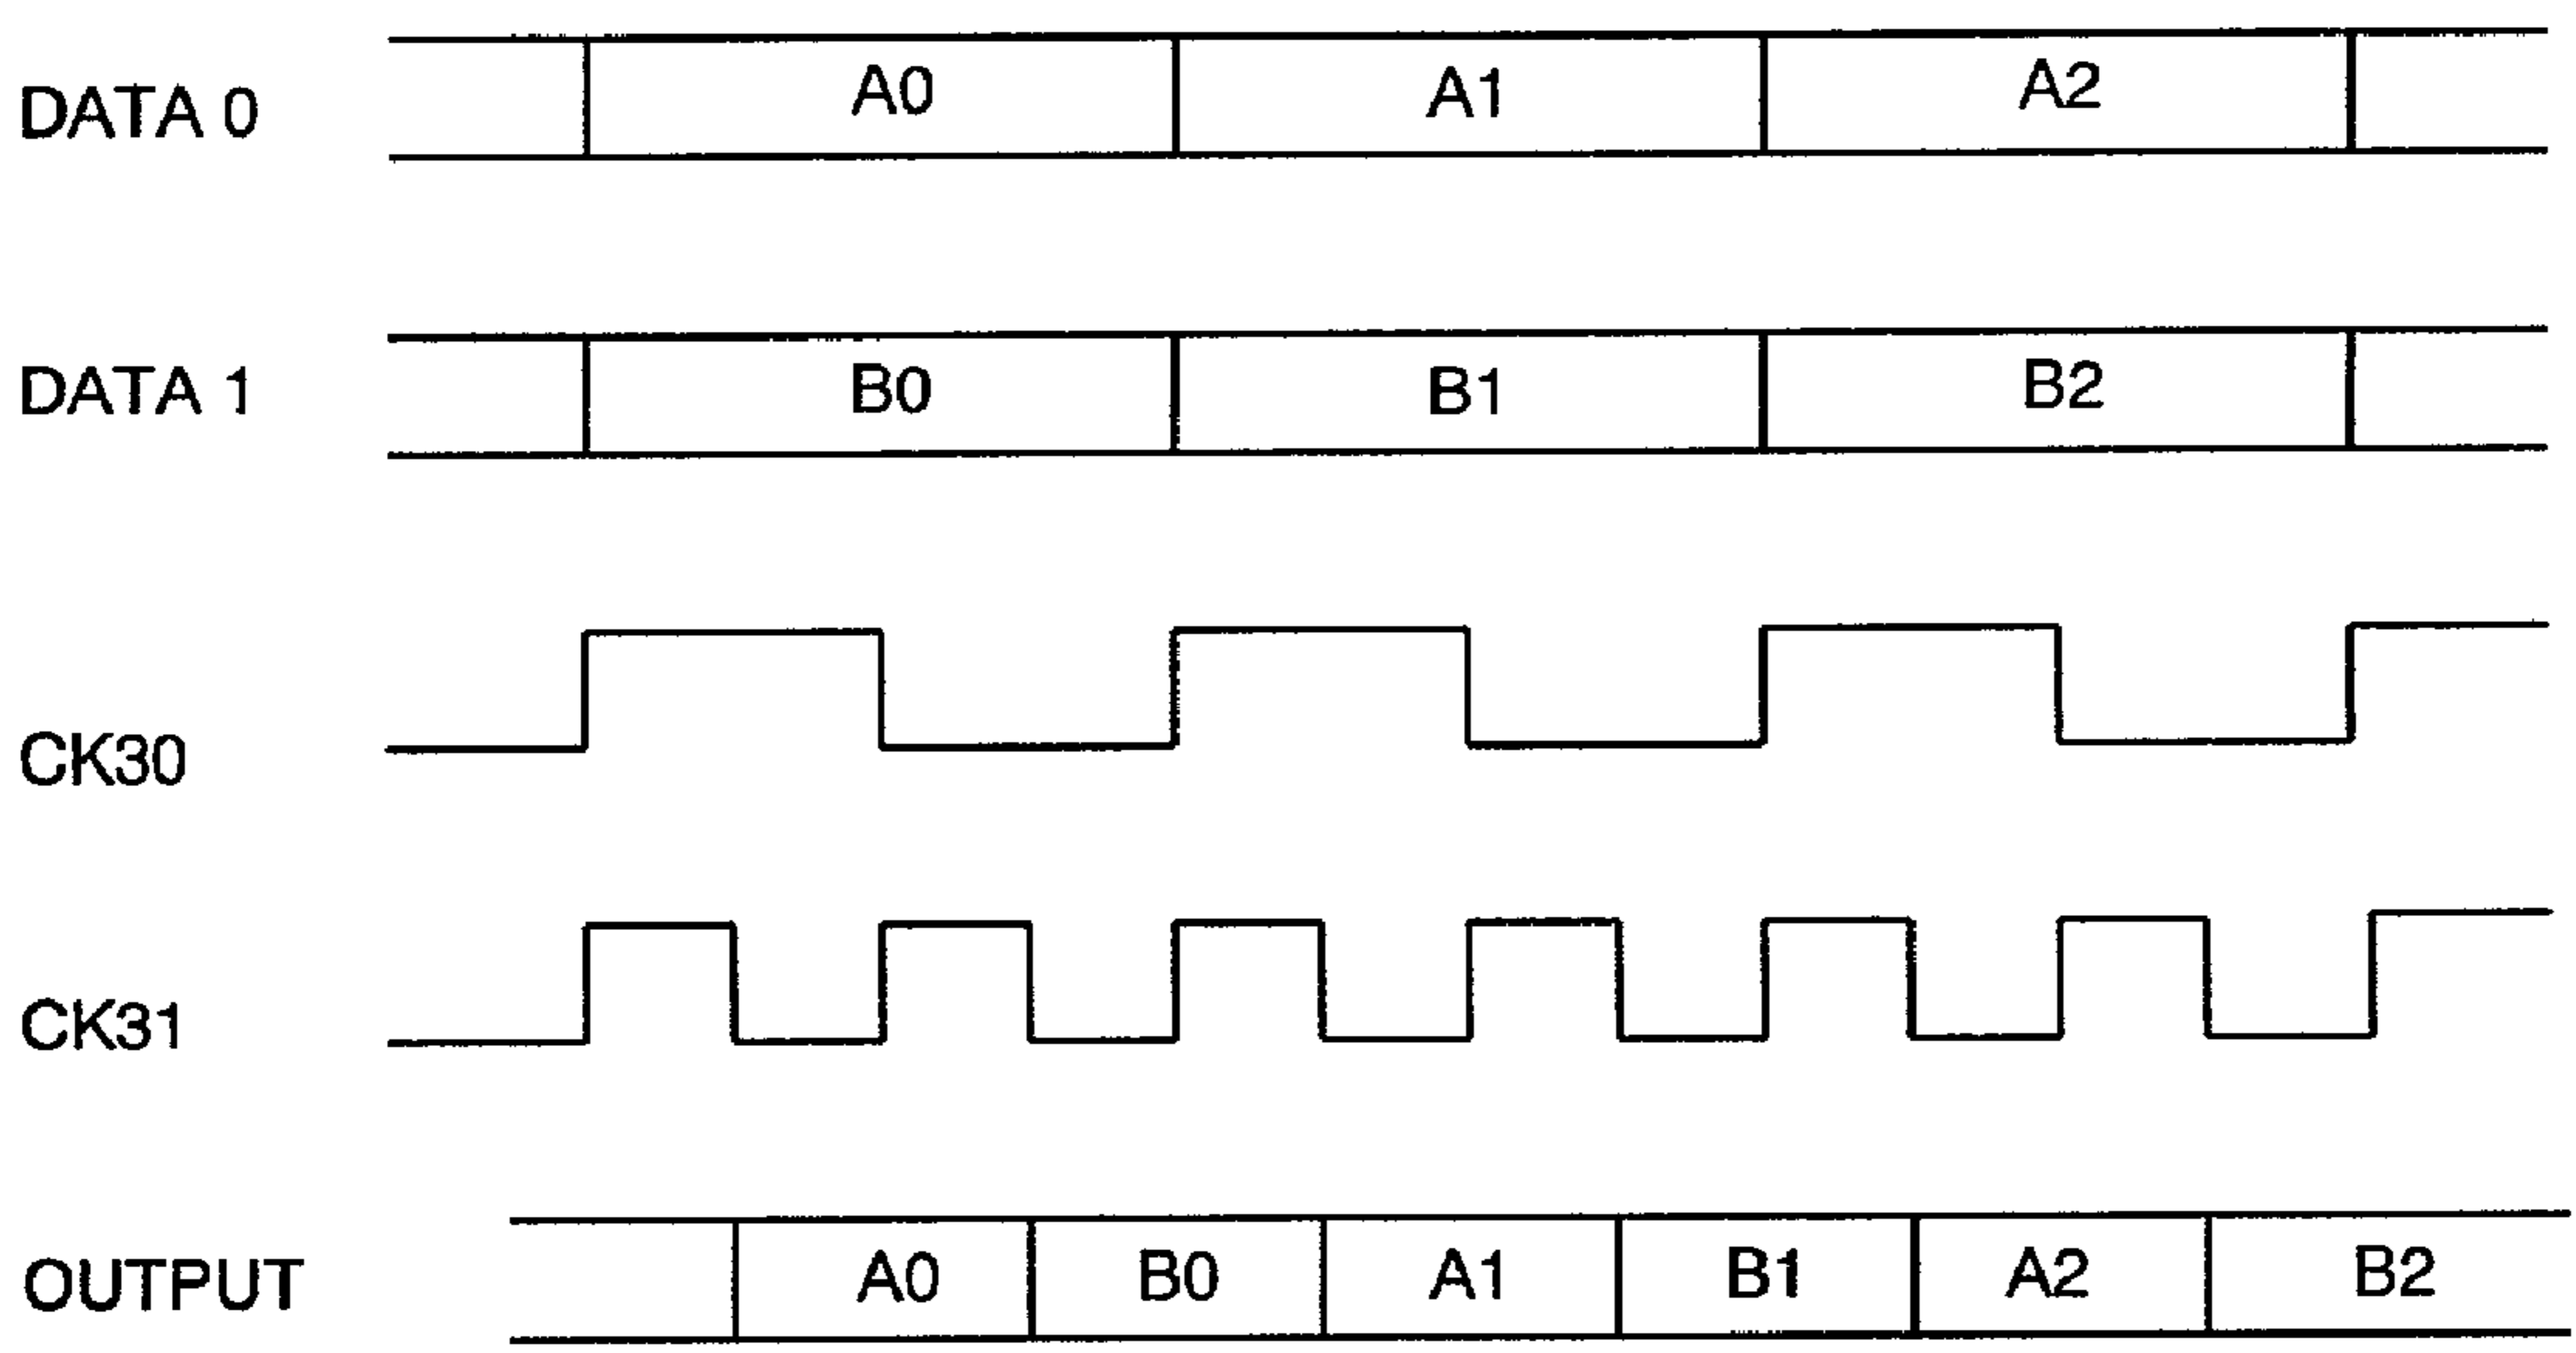 DATA 0 A0 A1 A2
DATA 1 B0 B1 B2
CK30
CK31
OUTPUT A0 B0 A1 B1 A2 B2